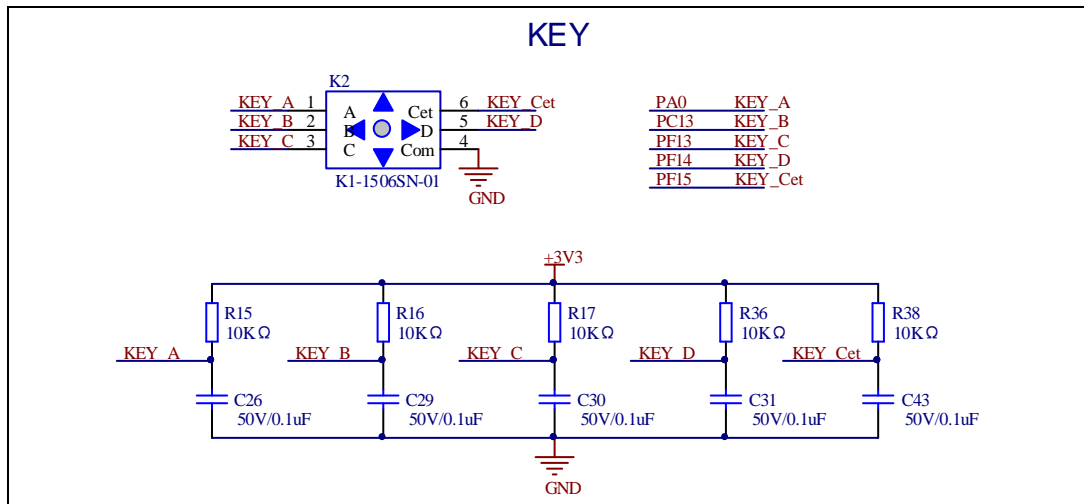 KEY
K2
KEY_A 1 A Cet 6 KEY_Cet
KEY_B 2 B D 5 KEY_D
KEY_C 3 C Com 4
K1-1506SN-01
GND
PA0 KEY_A
PC13 KEY_B
PF13 KEY_C
PF14 KEY_D
PF15 KEY_Cet
+3V3
R15 R16 R17 R36 R38
10KΩ 10KΩ 10KΩ 10KΩ 10KΩ
KEY_A KEY_B KEY_C KEY_D KEY_Cet
C26 C29 C30 C31 C43
50V/0.1uF 50V/0.1uF 50V/0.1uF 50V/0.1uF 50V/0.1uF
GND